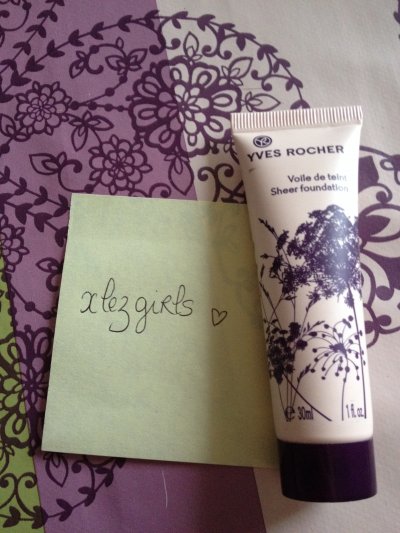 YVES ROCHER
Voile de teint
Sheer foundation
xlezgirls ♡
℮ 30ml 1 fl. oz.